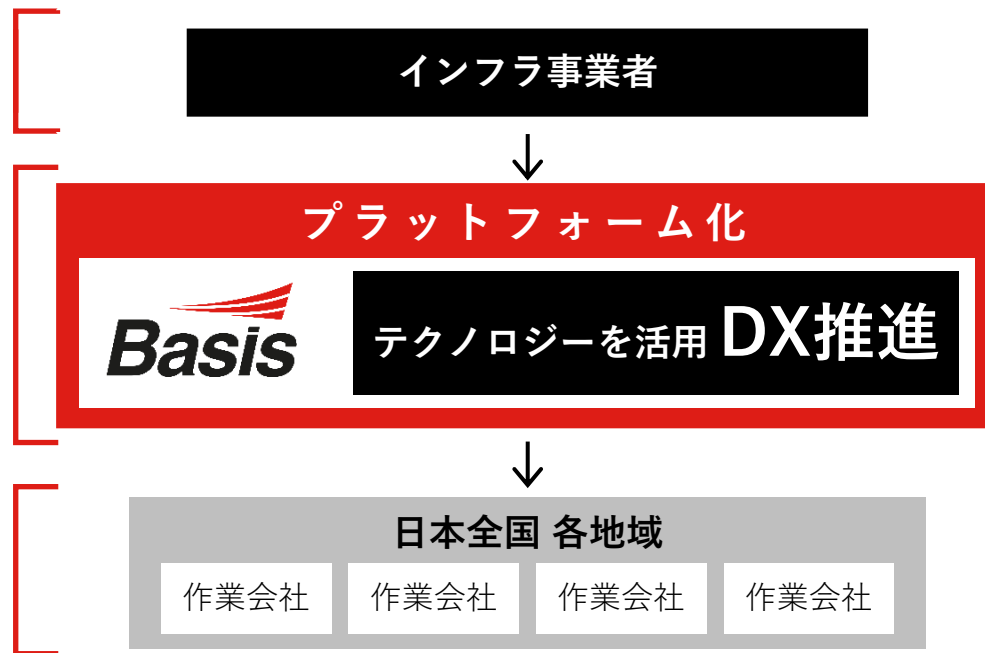 インフラ事業者
プラットフォーム化
Basis
テクノロジーを活用 DX推進
日本全国 各地域
作業会社 作業会社 作業会社 作業会社